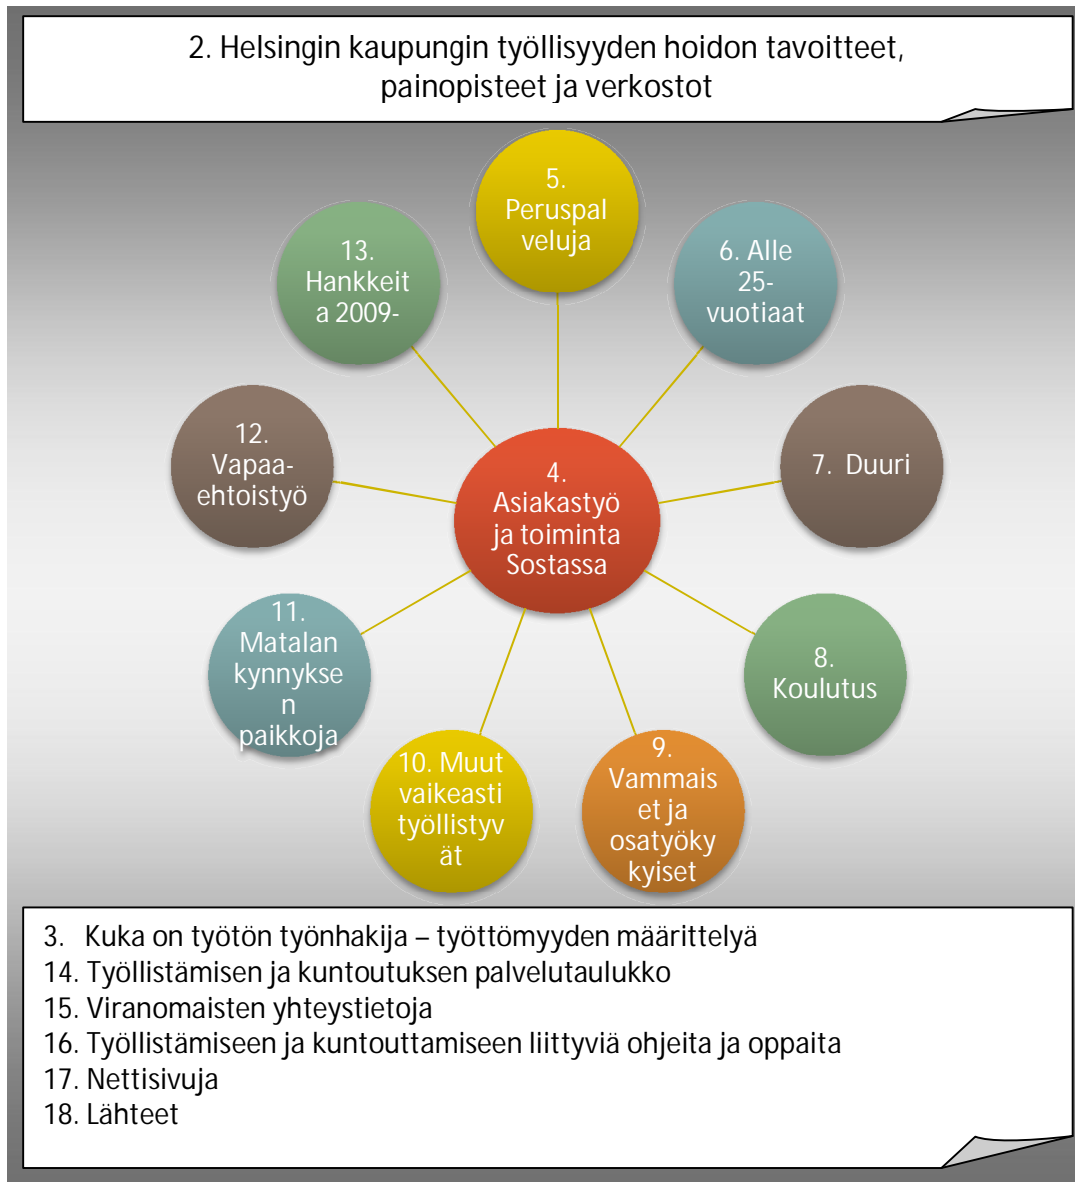 2. Helsingin kaupungin työllisyyden hoidon tavoitteet,
painopisteet ja verkostot
5.
Peruspal
veluja
6. Alle
25-
vuotiaat
7. Duuri
8.
Koulutus
9.
Vammais
et ja
osatyöky
kyiset
10. Muut
vaikeasti
työllistyv
ät
11.
Matalan
kynnykse
n
paikkoja
12.
Vapaa-
ehtoistyö
13.
Hankkeit
a 2009-
4.
Asiakastyö
ja toiminta
Sostassa
3. Kuka on työtön työnhakija – työttömyyden määrittelyä
14. Työllistämisen ja kuntoutuksen palvelutaulukko
15. Viranomaisten yhteystietoja
16. Työllistämiseen ja kuntouttamiseen liittyviä ohjeita ja oppaita
17. Nettisivuja
18. Lähteet